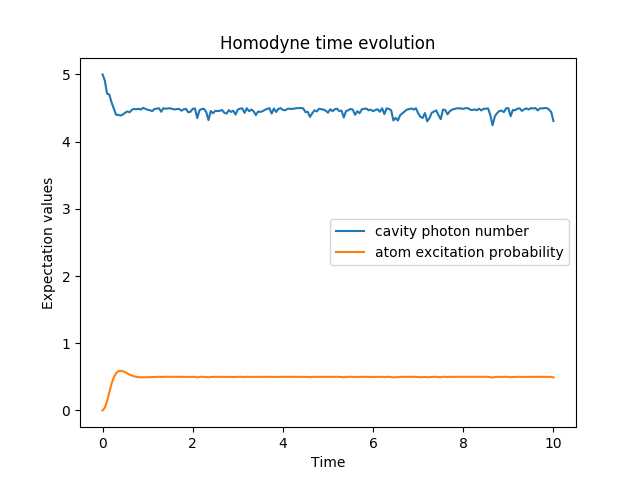 Homodyne time evolution
Expectation values
5
4
3
2
1
0
cavity photon number
atom excitation probability
0
2
4
6
8
10
Time